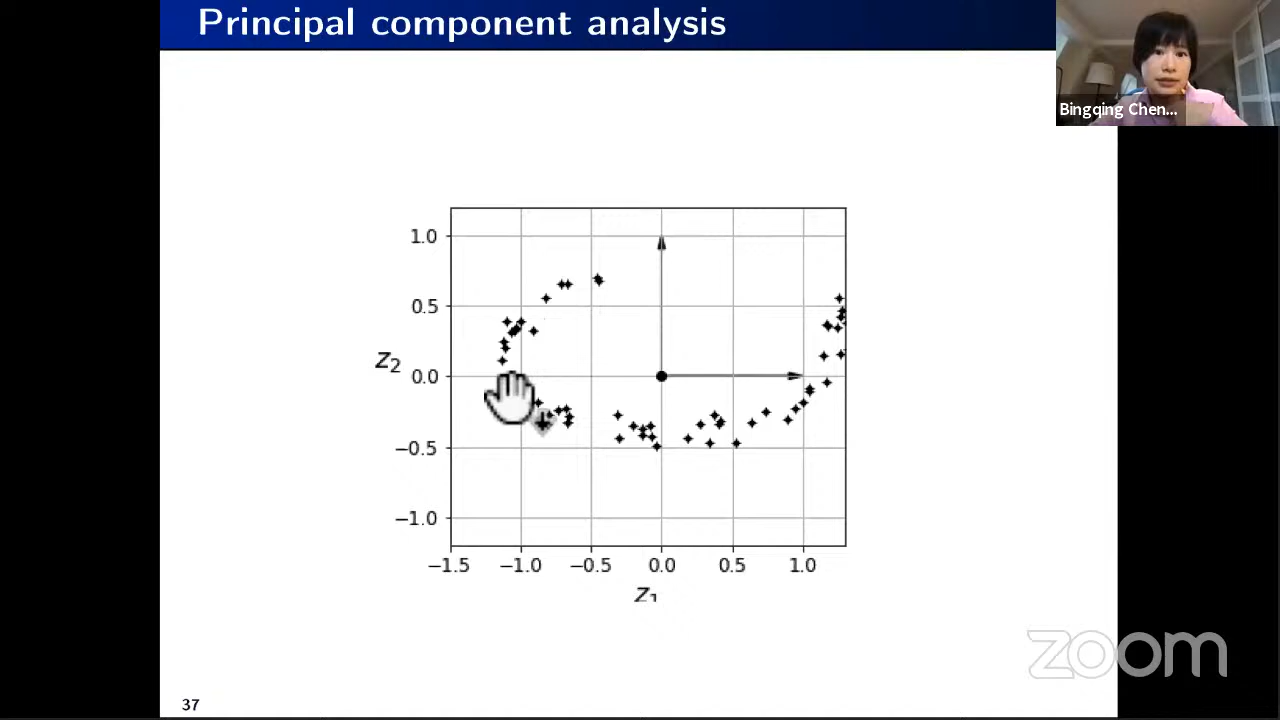 Principal component analysis
Bingqing Chen...
1.0
0.5
z₂
0.0
−0.5
−1.0
−1.5 −1.0 −0.5 0.0 0.5 1.0
z₁
zoom
37